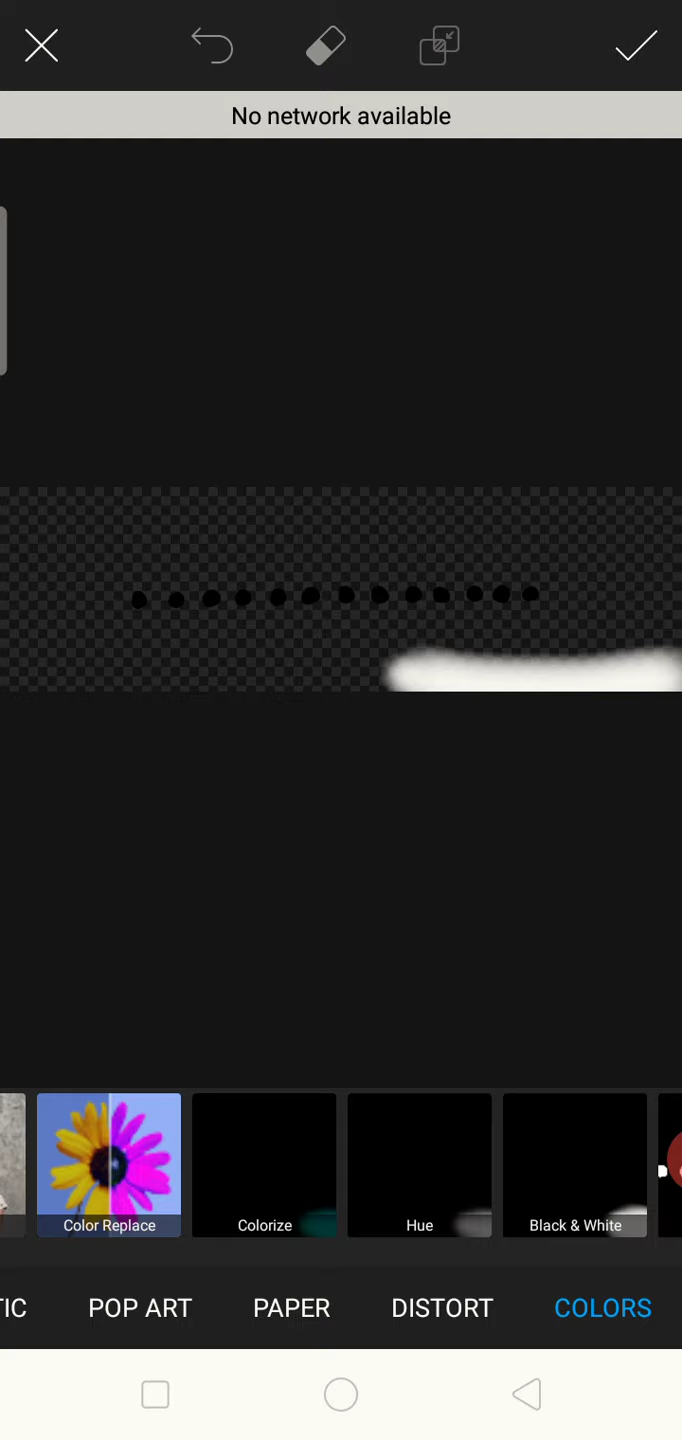 No network available
Color Replace
Colorize
Hue
Black & White
TIC
POP ART
PAPER
DISTORT
COLORS